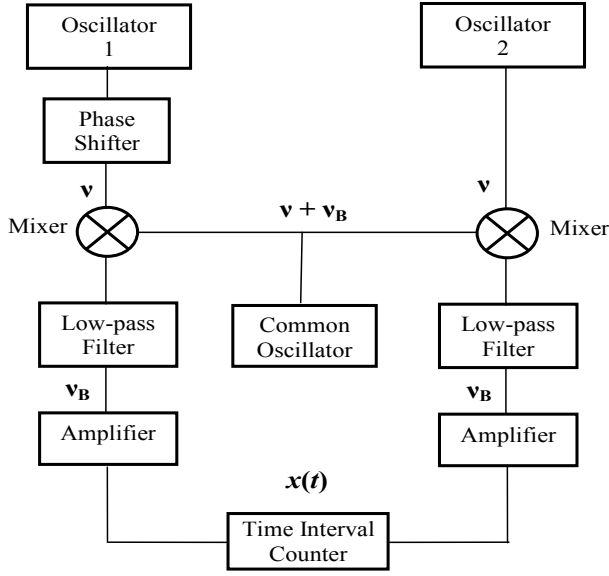 Oscillator
1
Oscillator
2
Phase
Shifter
ν
ν
ν + νB
Mixer
Mixer
Low-pass
Filter
Common
Oscillator
Low-pass
Filter
νB
νB
Amplifier
Amplifier
x(t)
Time Interval
Counter